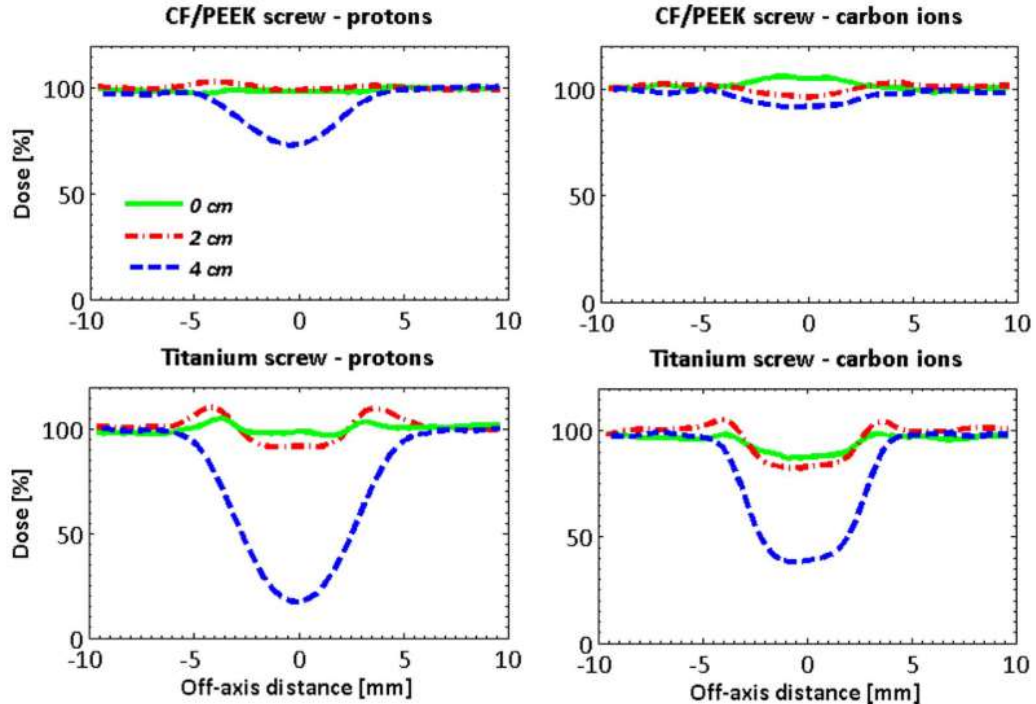 CF/PEEK screw - protons
100
50
0
Dose [%]
0 cm
2 cm
4 cm
-10 -5 0 5 10
CF/PEEK screw - carbon ions
100
50
0
-10 -5 0 5 10
Titanium screw - protons
100
50
0
Dose [%]
-10 -5 0 5 10
Off-axis distance [mm]
Titanium screw - carbon ions
100
50
0
-10 -5 0 5 10
Off-axis distance [mm]